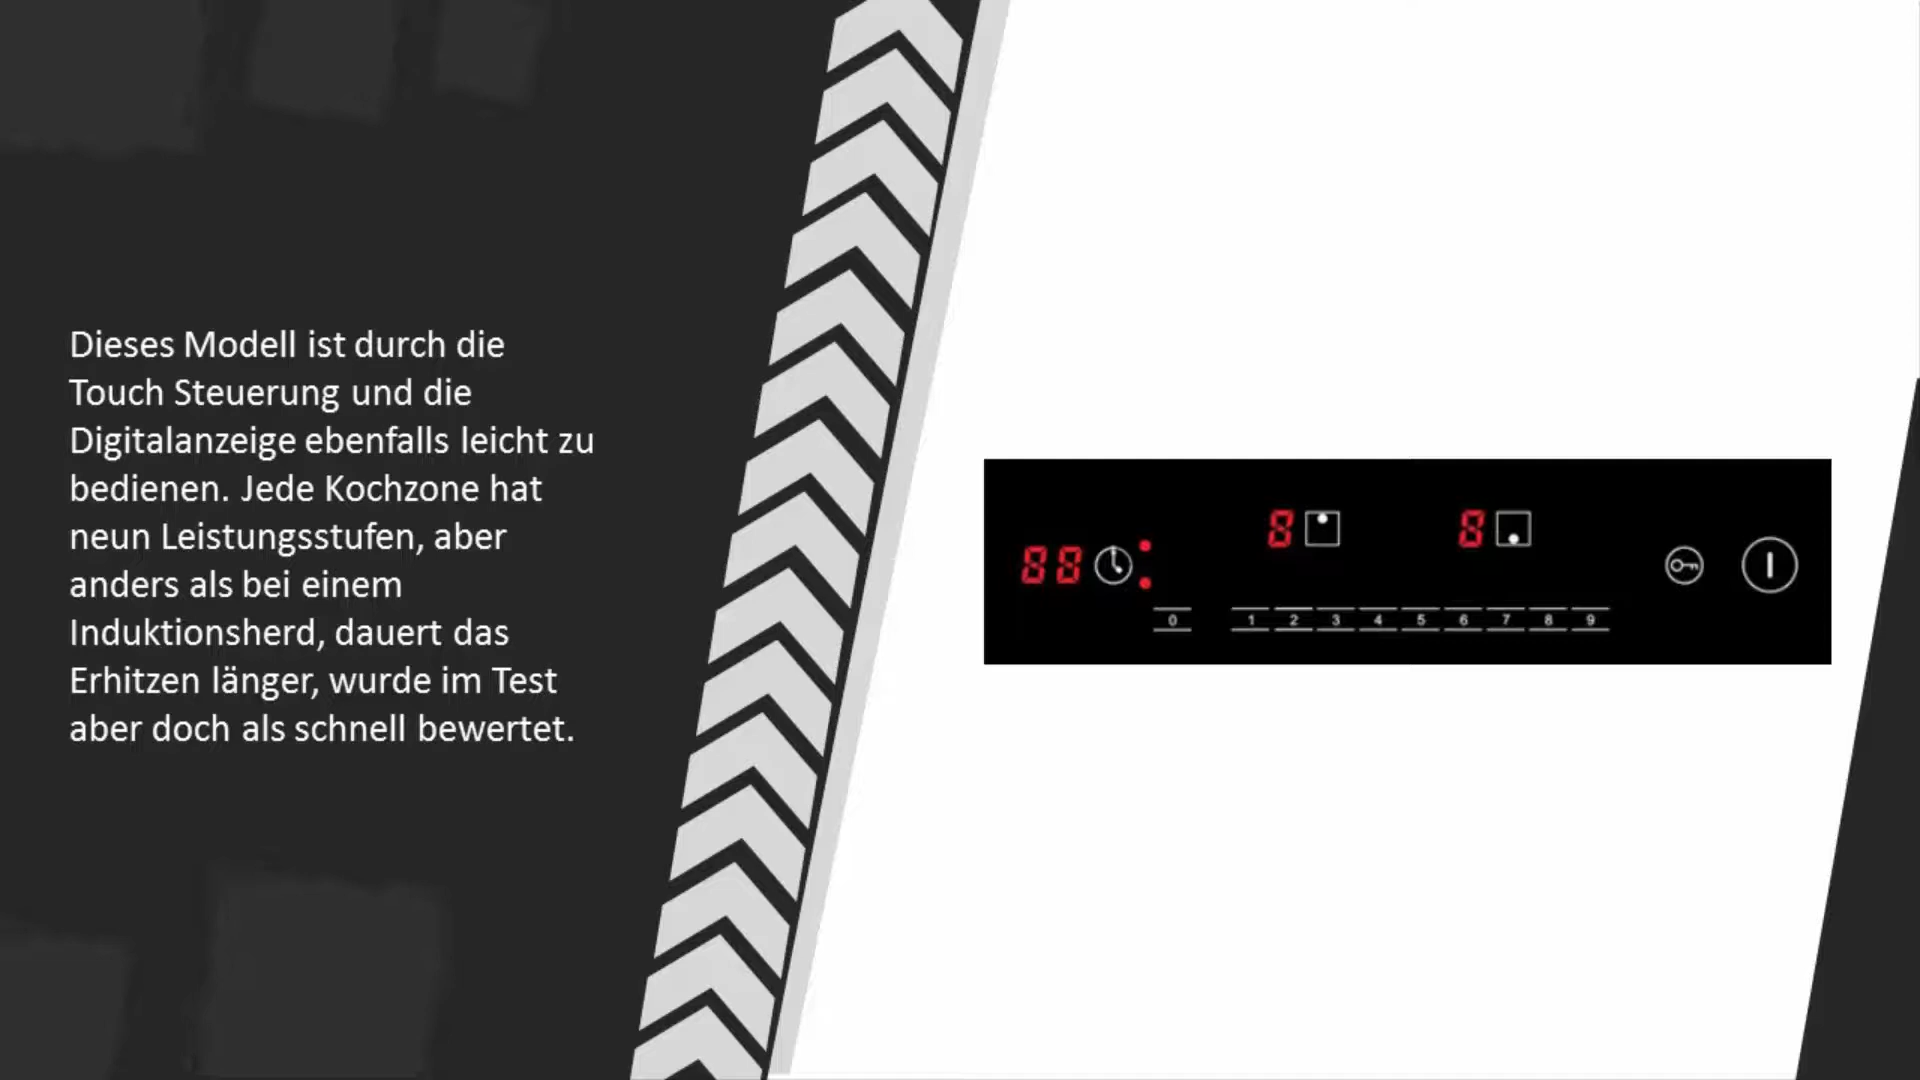 Dieses Modell ist durch die
Touch Steuerung und die
Digitalanzeige ebenfalls leicht zu
bedienen. Jede Kochzone hat
neun Leistungsstufen, aber
anders als bei einem
Induktionsherd, dauert das
Erhitzen länger, wurde im Test
aber doch als schnell bewertet.
8 8
88
0 1 2 3 4 5 6 7 8 9